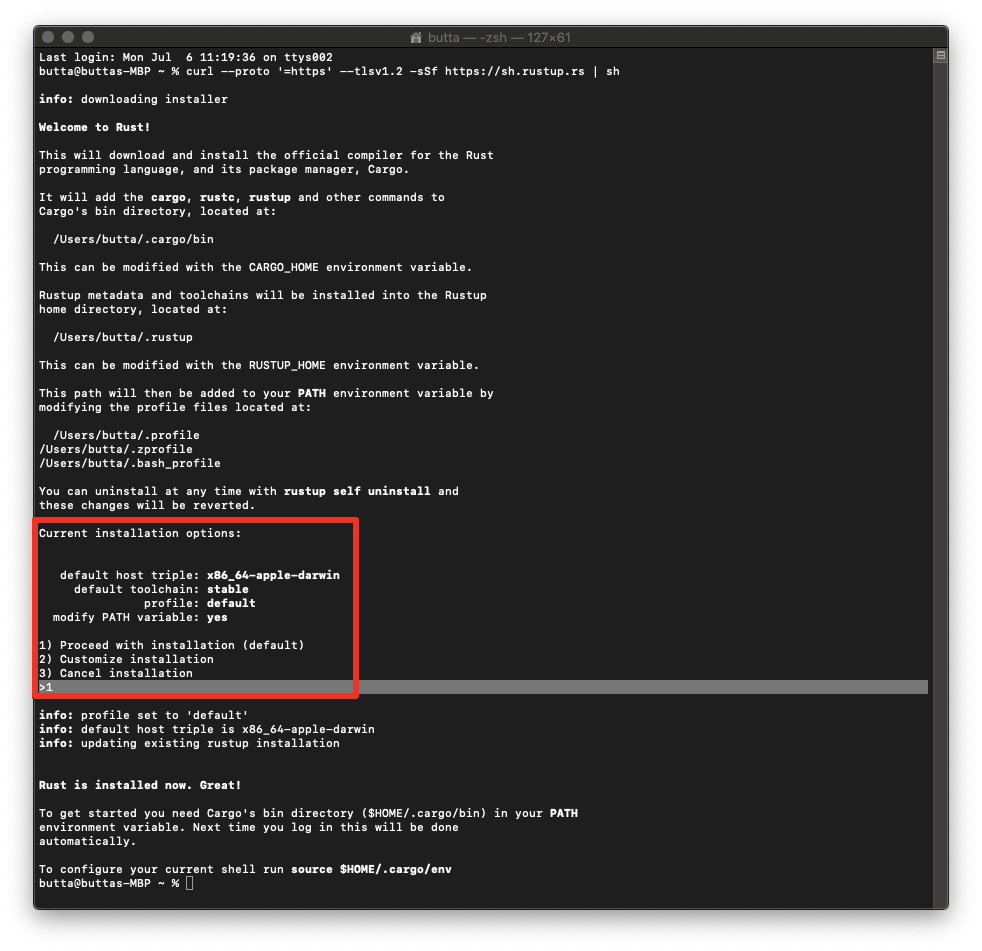 butta — -zsh — 127×61
Last login: Mon Jul  6 11:19:36 on ttys002
butta@buttas-MBP ~ % curl --proto '=https' --tlsv1.2 -sSf https://sh.rustup.rs | sh
info: downloading installer
Welcome to Rust!
This will download and install the official compiler for the Rust
programming language, and its package manager, Cargo.
It will add the cargo, rustc, rustup and other commands to
Cargo's bin directory, located at:
/Users/butta/.cargo/bin
This can be modified with the CARGO_HOME environment variable.
Rustup metadata and toolchains will be installed into the Rustup
home directory, located at:
/Users/butta/.rustup
This can be modified with the RUSTUP_HOME environment variable.
This path will then be added to your PATH environment variable by
modifying the profile files located at:
/Users/butta/.profile
/Users/butta/.zprofile
/Users/butta/.bash_profile
You can uninstall at any time with rustup self uninstall and
these changes will be reverted.
Current installation options:
default host triple: x86_64-apple-darwin
default toolchain: stable
profile: default
modify PATH variable: yes
1) Proceed with installation (default)
2) Customize installation
3) Cancel installation
>1
info: profile set to 'default'
info: default host triple is x86_64-apple-darwin
info: updating existing rustup installation
Rust is installed now. Great!
To get started you need Cargo's bin directory ($HOME/.cargo/bin) in your PATH
environment variable. Next time you log in this will be done
automatically.
To configure your current shell run source $HOME/.cargo/env
butta@buttas-MBP ~ %